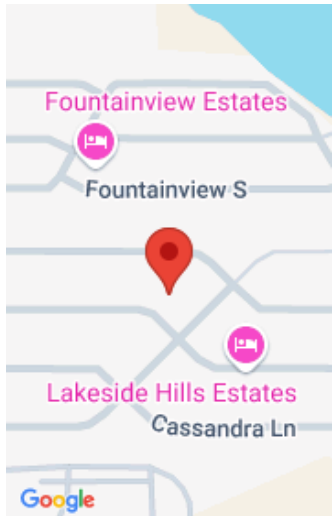 Fountainview Estates
Fountainview S
Lakeside Hills Estates
Cassandra Ln
Google